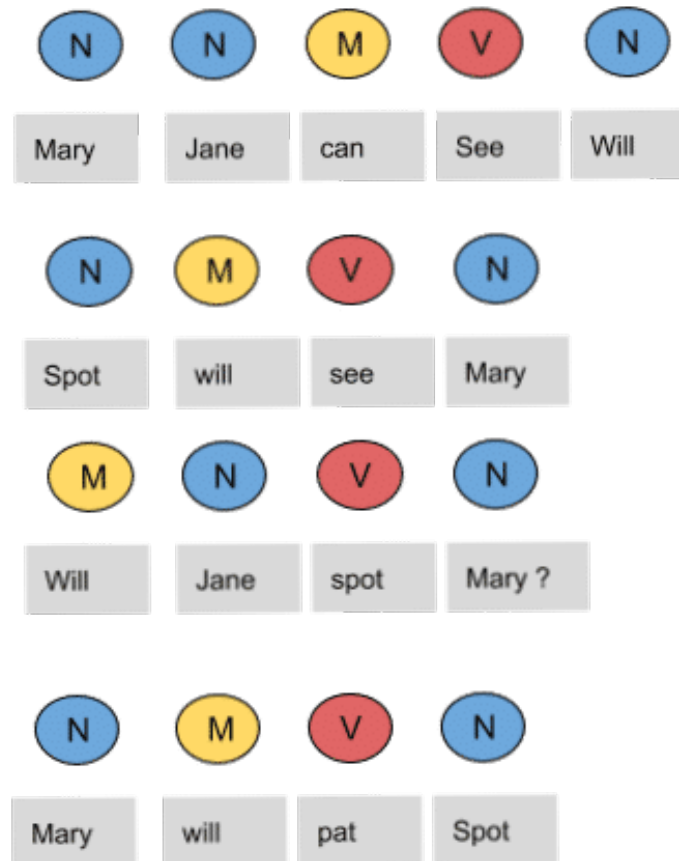 N N M V N
Mary Jane can See Will
N M V N
Spot will see Mary
M N V N
Will Jane spot Mary ?
N M V N
Mary will pat Spot